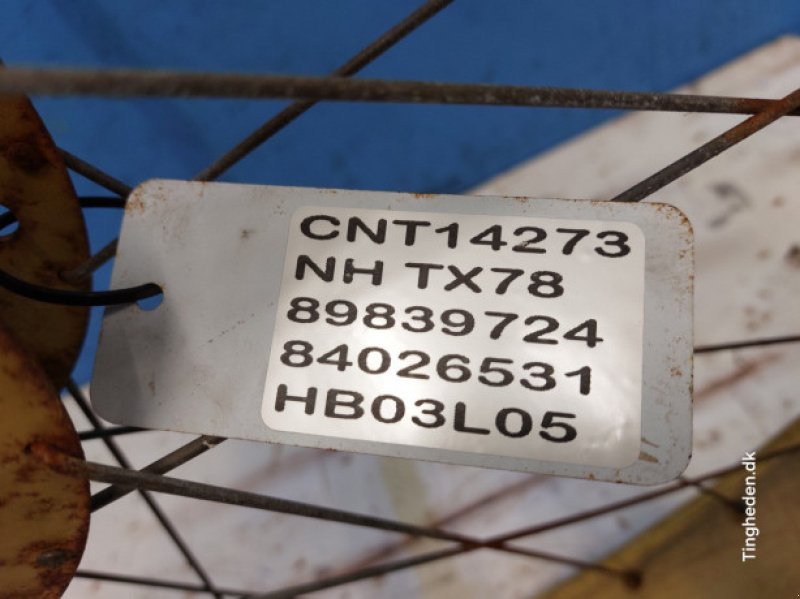 CNT14273
NH TX78
89839724
84026531
HB03L05
Tingheden.dk